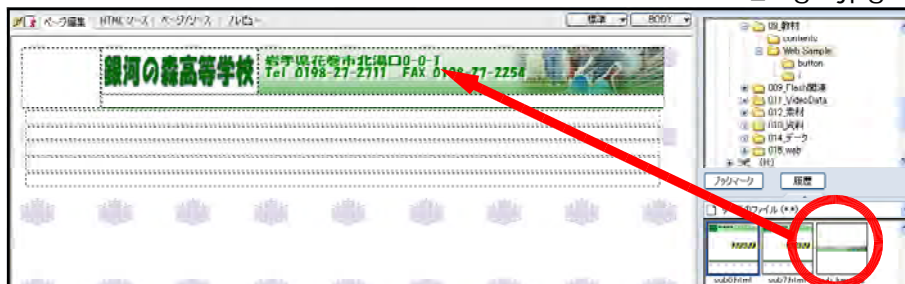 ページ編集 HTMLソース ページ/ソース プレビュー
標準 BODY
銀河の森高等学校
岩手県花巻市北湯口0-0-1
Tel 0198-27-2711 FAX 0198-27-2254
contents
Web Sample
button
i
009_Flash関連
011_VideoData
012_素材
014_データ
018_web
ブックマーク 履歴
sub0.html sub7.html